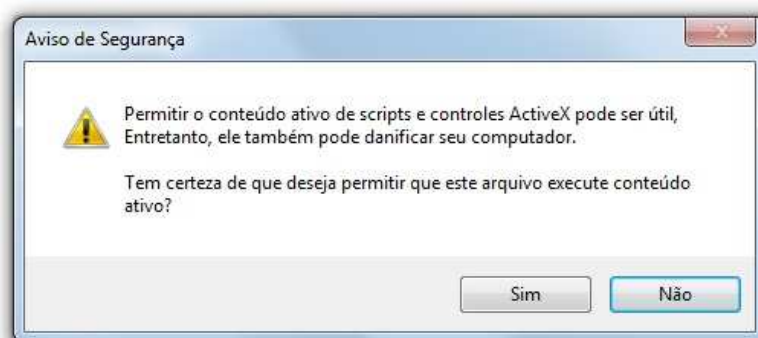 Aviso de Segurança
Permitir o conteúdo ativo de scripts e controles ActiveX pode ser útil,
Entretanto, ele também pode danificar seu computador.
Tem certeza de que deseja permitir que este arquivo execute conteúdo
ativo?
Sim
Não